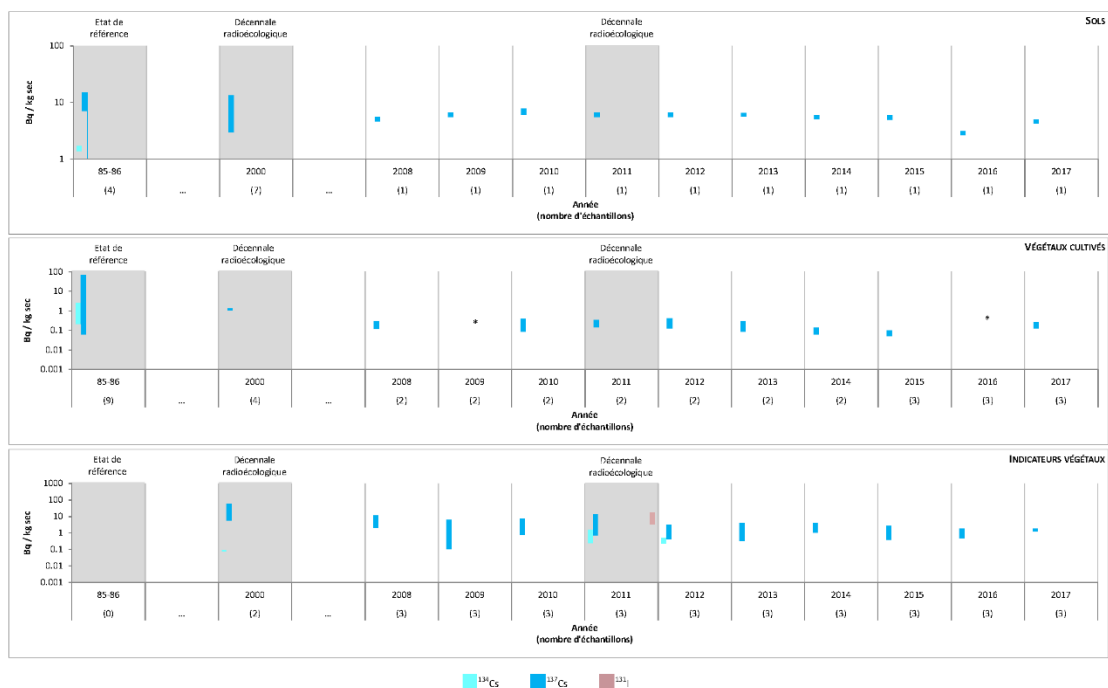 SOLS
Etat de
référence
Décennale
radioécologique
Décennale
radioécologique
Bq / kg sec
100
10
1
85-86 ... 2000 ... 2008 2009 2010 2011 2012 2013 2014 2015 2016 2017
(4) (7) (1) (1) (1) (1) (1) (1) (1) (1) (1) (1)
Année
(nombre d'échantillons)
VÉGÉTAUX CULTIVÉS
Etat de
référence
Décennale
radioécologique
Décennale
radioécologique
Bq / kg sec
100
10
1
0.1
0.01
0.001
* *
85-86 ... 2000 ... 2008 2009 2010 2011 2012 2013 2014 2015 2016 2017
(9) (4) (2) (2) (2) (2) (2) (2) (2) (3) (3) (3)
Année
(nombre d'échantillons)
INDICATEURS VÉGÉTAUX
Etat de
référence
Décennale
radioécologique
Décennale
radioécologique
Bq / kg sec
1000
100
10
1
0.1
0.01
0.001
85-86 ... 2000 ... 2008 2009 2010 2011 2012 2013 2014 2015 2016 2017
(0) (2) (3) (3) (3) (3) (3) (3) (3) (3) (3) (3)
Année
(nombre d'échantillons)
134Cs 137Cs 131I